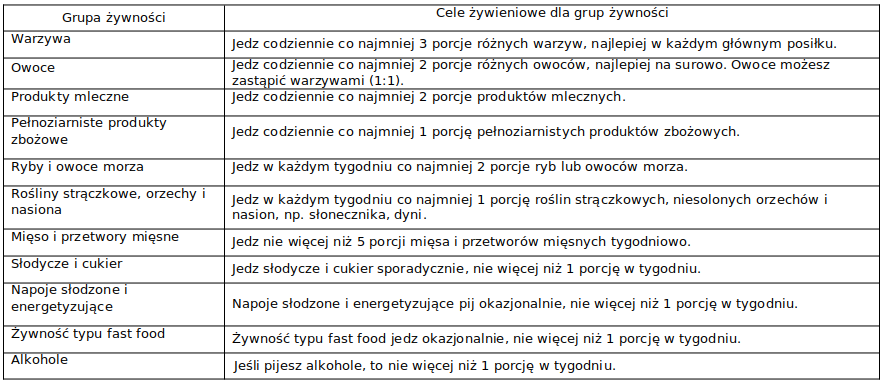 Grupa żywności
Cele żywieniowe dla grup żywności
Warzywa
Jedz codziennie co najmniej 3 porcje różnych warzyw, najlepiej w każdym głównym posiłku.
Owoce
Jedz codziennie co najmniej 2 porcje różnych owoców, najlepiej na surowo. Owoce możesz
zastąpić warzywami (1:1).
Produkty mleczne
Jedz codziennie co najmniej 2 porcje produktów mlecznych.
Pełnoziarniste produkty
zbożowe
Jedz codziennie co najmniej 1 porcję pełnoziarnistych produktów zbożowych.
Ryby i owoce morza
Jedz w każdym tygodniu co najmniej 2 porcje ryb lub owoców morza.
Rośliny strączkowe, orzechy i
nasiona
Jedz w każdym tygodniu co najmniej 1 porcję roślin strączkowych, niesolonych orzechów i
nasion, np. słonecznika, dyni.
Mięso i przetwory mięsne
Jedz nie więcej niż 5 porcji mięsa i przetworów mięsnych tygodniowo.
Słodycze i cukier
Jedz słodycze i cukier sporadycznie, nie więcej niż 1 porcję w tygodniu.
Napoje słodzone i
energetyzujące
Napoje słodzone i energetyzujące pij okazjonalnie, nie więcej niż 1 porcję w tygodniu.
Żywność typu fast food
Żywność typu fast food jedz okazjonalnie, nie więcej niż 1 porcję w tygodniu.
Alkohole
Jeśli pijesz alkohole, to nie więcej niż 1 porcję w tygodniu.